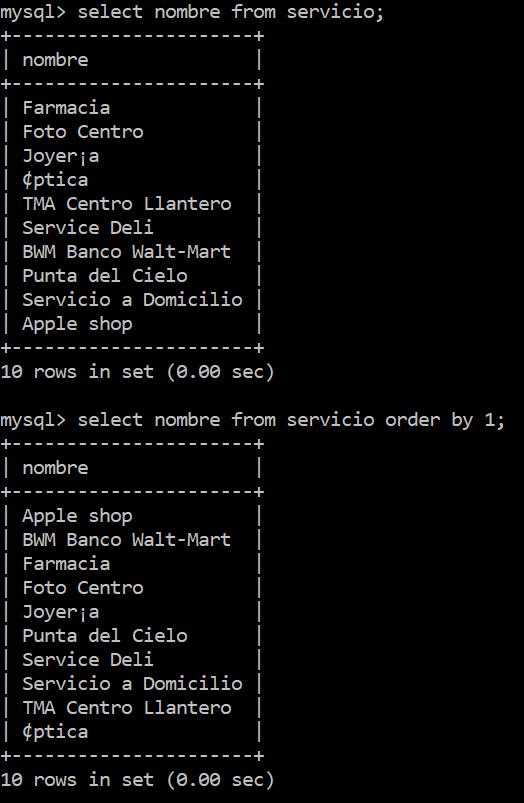 mysql> select nombre from servicio;
+----------------------+
| nombre               |
+----------------------+
| Farmacia             |
| Foto Centro          |
| Joyer¡a              |
| ¢ptica               |
| TMA Centro Llantero  |
| Service Deli         |
| BWM Banco Walt-Mart  |
| Punta del Cielo      |
| Servicio a Domicilio |
| Apple shop           |
+----------------------+
10 rows in set (0.00 sec)

mysql> select nombre from servicio order by 1;
+----------------------+
| nombre               |
+----------------------+
| Apple shop           |
| BWM Banco Walt-Mart  |
| Farmacia             |
| Foto Centro          |
| Joyer¡a              |
| Punta del Cielo      |
| Service Deli         |
| Servicio a Domicilio |
| TMA Centro Llantero  |
| ¢ptica               |
+----------------------+
10 rows in set (0.00 sec)